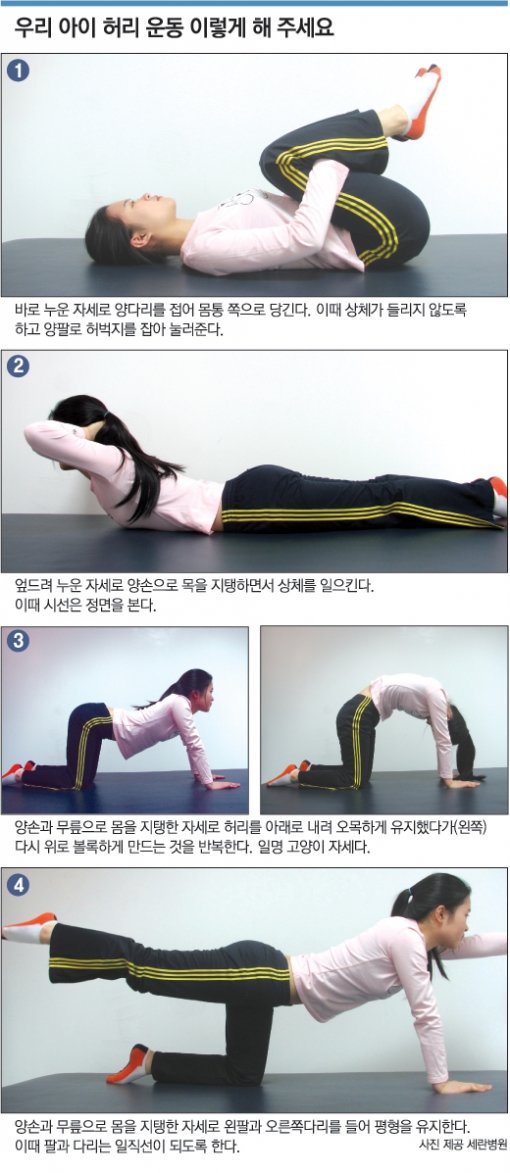 우리 아이 허리 운동 이렇게 해 주세요
1
바로 누운 자세로 양다리를 접어 몸통 쪽으로 당긴다. 이때 상체가 들리지 않도록
하고 양팔로 허벅지를 잡아 눌러준다.
2
엎드려 누운 자세로 양손으로 목을 지탱하면서 상체를 일으킨다.
이때 시선은 정면을 본다.
3
양손과 무릎으로 몸을 지탱한 자세로 허리를 아래로 내려 오목하게 유지했다가(왼쪽)
다시 위로 볼록하게 만드는 것을 반복한다. 일명 고양이 자세다.
4
양손과 무릎으로 몸을 지탱한 자세로 왼팔과 오른쪽다리를 들어 평형을 유지한다.
이때 팔과 다리는 일직선이 되도록 한다.
사진 제공 세란병원